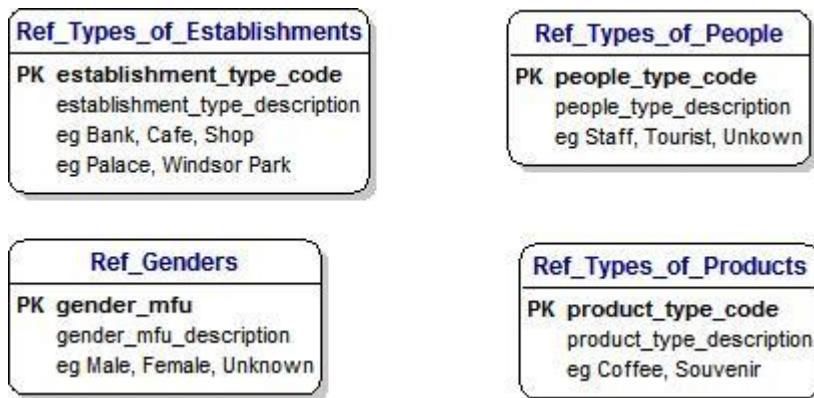 Ref_Types_of_Establishments
PK establishment_type_code
establishment_type_description
eg Bank, Cafe, Shop
eg Palace, Windsor Park
Ref_Types_of_People
PK people_type_code
people_type_description
eg Staff, Tourist, Unkown
Ref_Genders
PK gender_mfu
gender_mfu_description
eg Male, Female, Unknown
Ref_Types_of_Products
PK product_type_code
product_type_description
eg Coffee, Souvenir